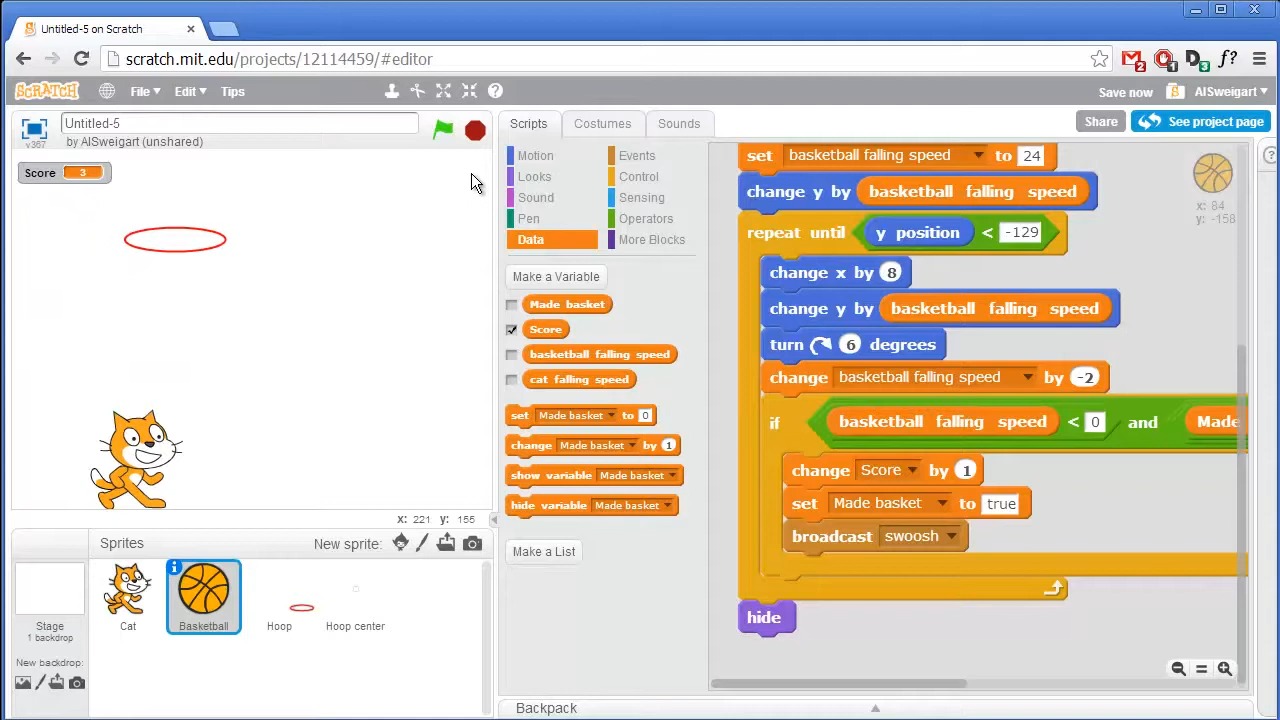 Untitled-5 on Scratch
scratch.mit.edu/projects/12114459/#editor
2
1
3
f?
SCRATCH
File
Edit
Tips
Save now
AlSweigart
Untitled-5
by AlSweigart (unshared)
v367
Scripts
Costumes
Sounds
Share
See project page
Score 3
Motion
Looks
Sound
Pen
Data
Events
Control
Sensing
Operators
More Blocks
Make a Variable
Made basket
Score
basketball falling speed
cat falling speed
set Made basket to 0
change Made basket by 1
show variable Made basket
hide variable Made basket
Make a List
set basketball falling speed to 24
change y by basketball falling speed
repeat until y position < -129
change x by 8
change y by basketball falling speed
turn 6 degrees
change basketball falling speed by -2
if basketball falling speed < 0 and Made
change Score by 1
set Made basket to true
broadcast swoosh
hide
x: 84
y: -158
x: 221 y: 155
Sprites
New sprite:
Stage
1 backdrop
New backdrop:
Cat
Basketball
Hoop
Hoop center
Backpack